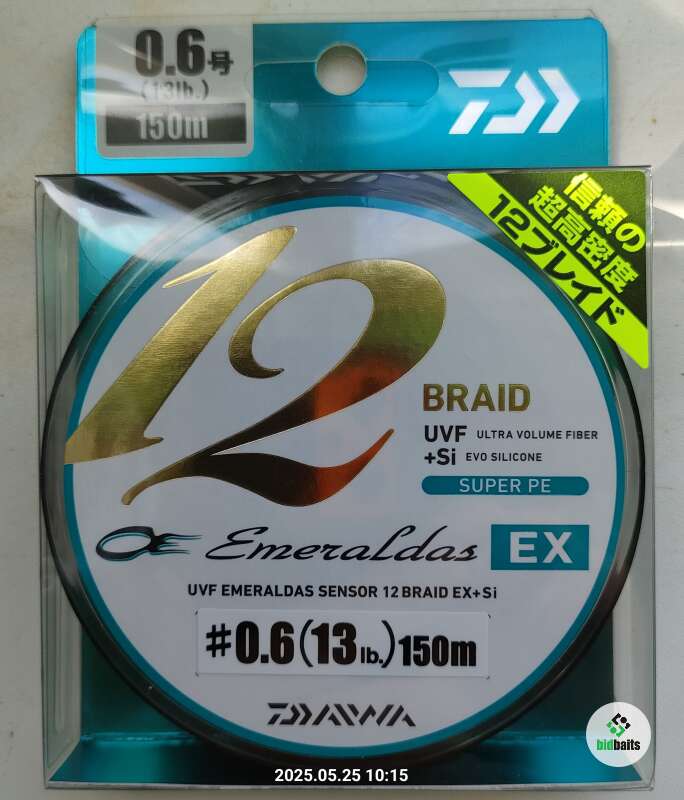 0.6号
(13lb.)
150m
信頼の
超高密度
12ブレイド
12
BRAID
UVF ULTRA VOLUME FIBER
+Si EVO SILICONE
SUPER PE
Emeraldas EX
UVF EMERALDAS SENSOR 12 BRAID EX+Si
#0.6(13lb.)150m
DAIWA
bidbaits
2025.05.25 10:15